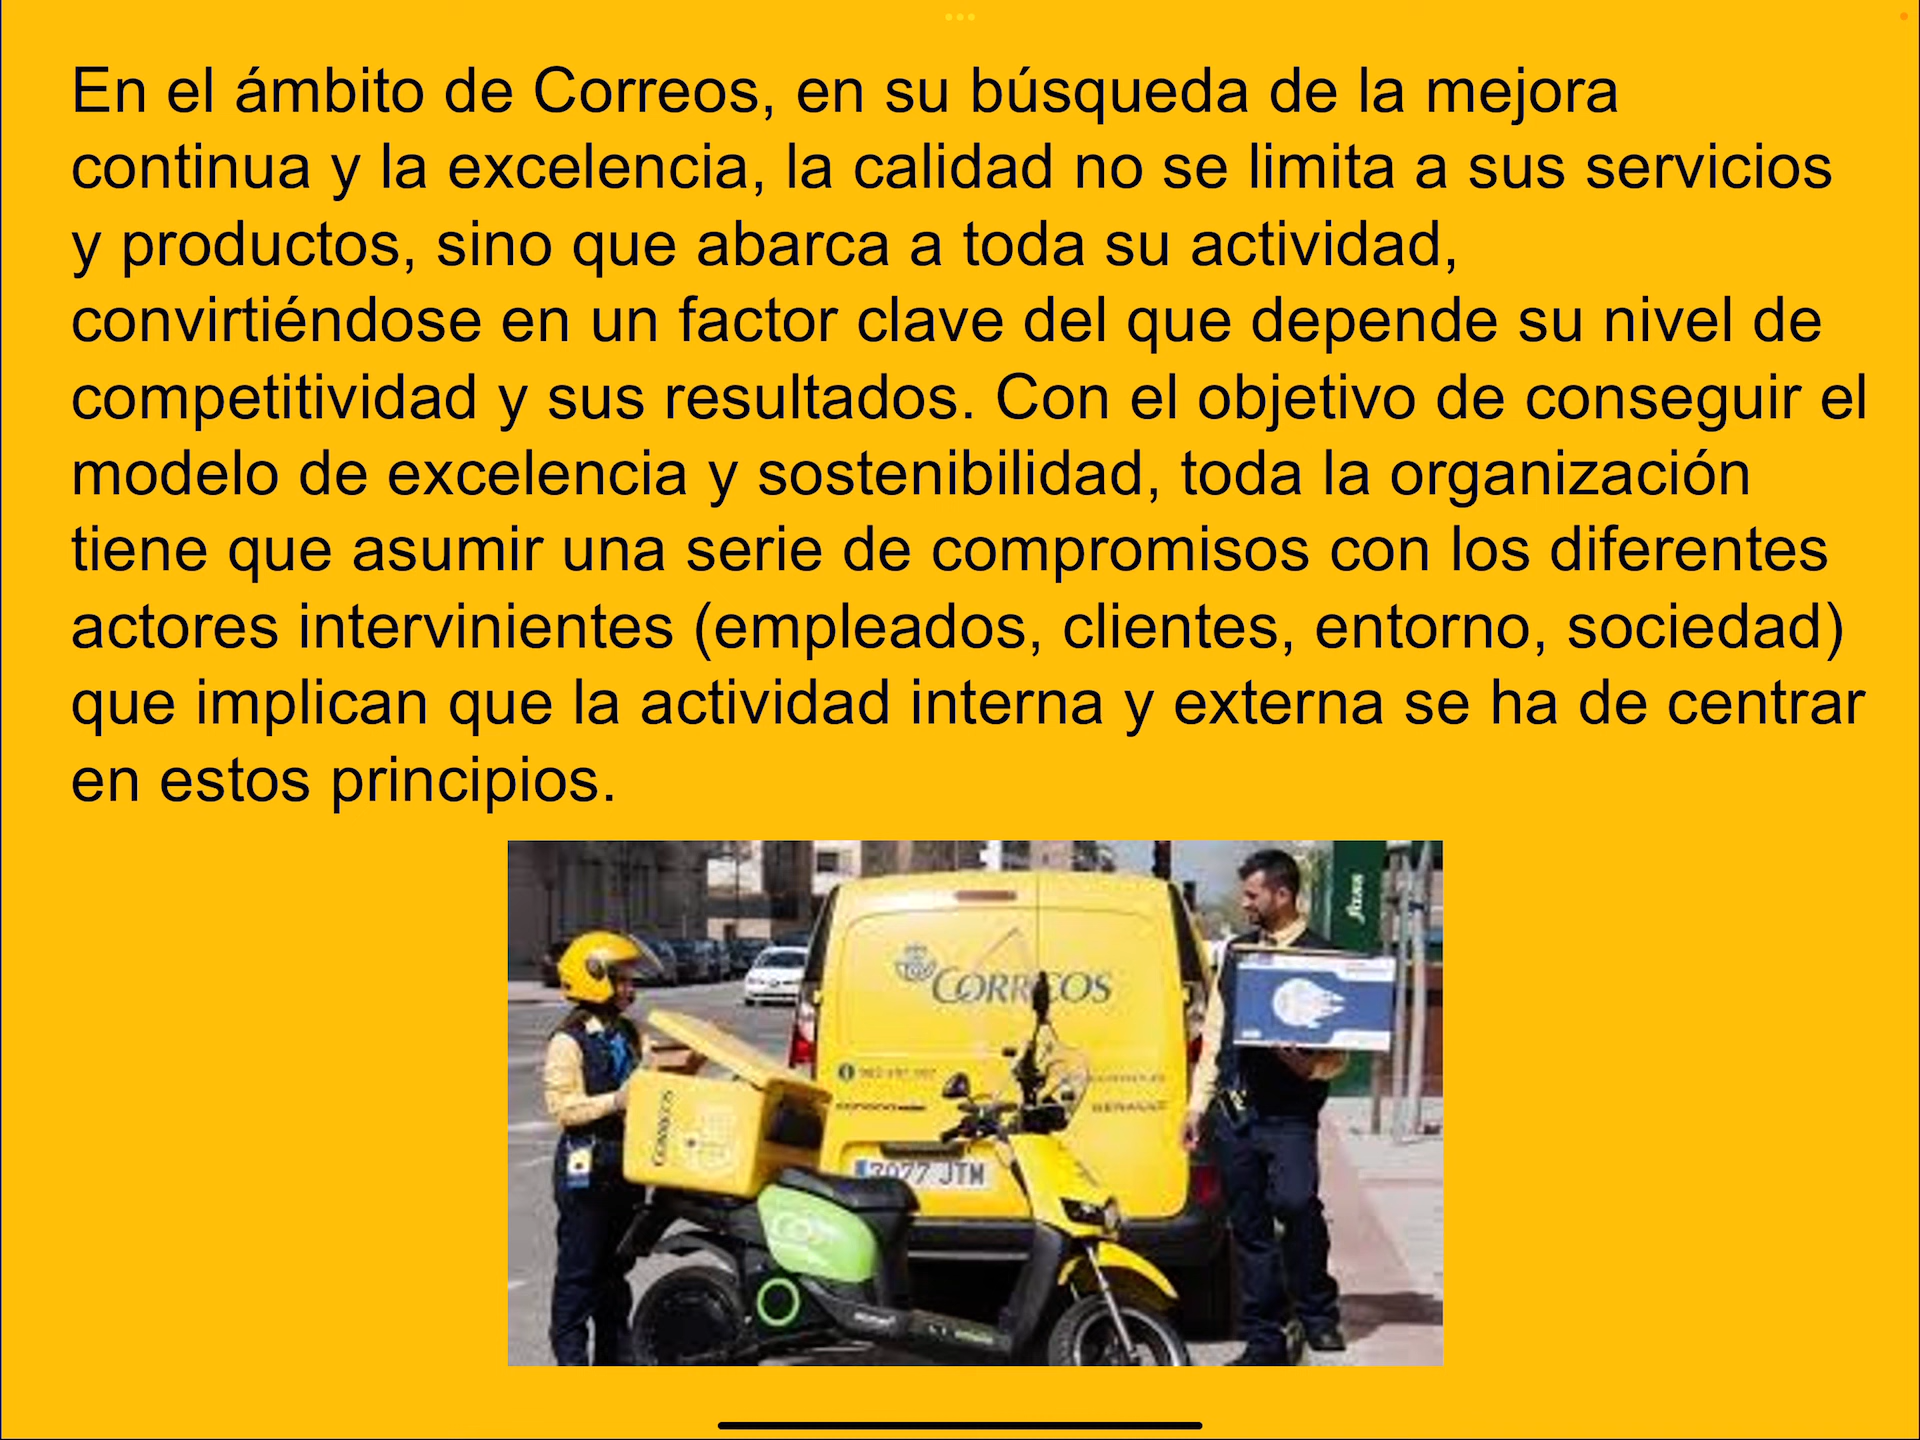 En el ámbito de Correos, en su búsqueda de la mejora
continua y la excelencia, la calidad no se limita a sus servicios
y productos, sino que abarca a toda su actividad,
convirtiéndose en un factor clave del que depende su nivel de
competitividad y sus resultados. Con el objetivo de conseguir el
modelo de excelencia y sostenibilidad, toda la organización
tiene que asumir una serie de compromisos con los diferentes
actores intervinientes (empleados, clientes, entorno, sociedad)
que implican que la actividad interna y externa se ha de centrar
en estos principios.
CORREOS
CORREOS
JTM